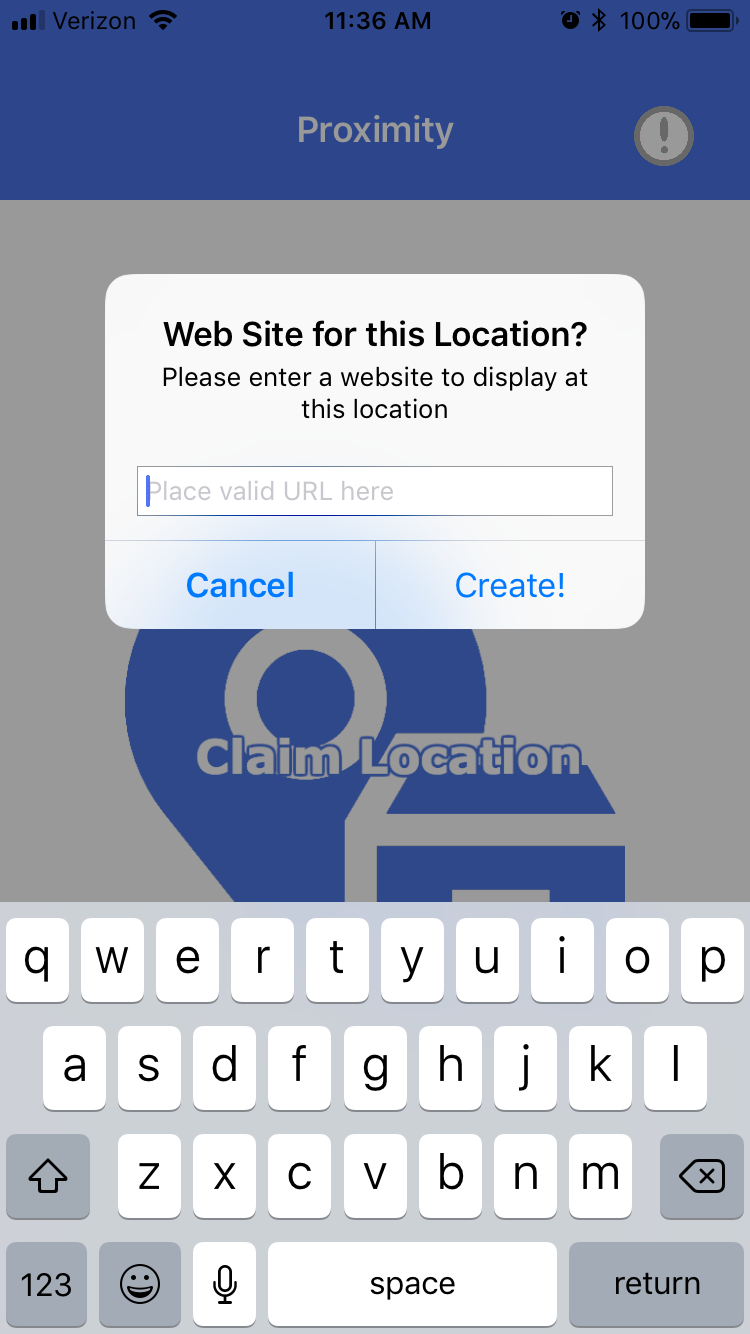 Verizon 11:36 AM 100%
Proximity
Web Site for this Location?
Please enter a website to display at
this location
Place valid URL here
Cancel Create!
Claim Location
q w e r t y u i o p
a s d f g h j k l
z x c v b n m
123 space return